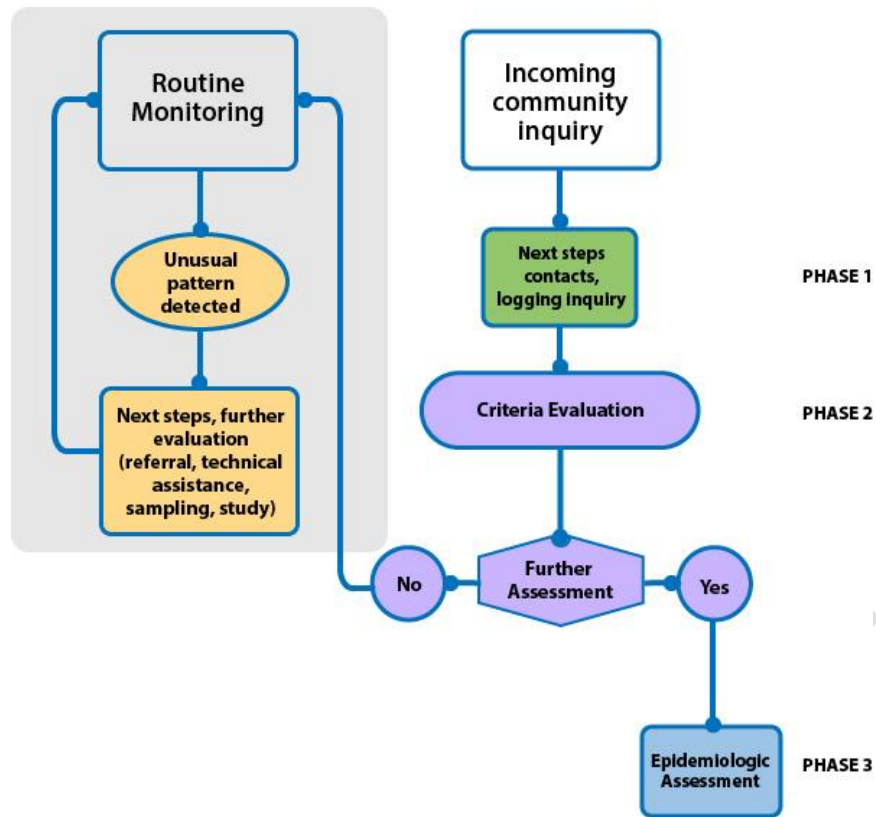 Routine
Monitoring
Unusual
pattern
detected
Next steps, further
evaluation
(referral, technical
assistance,
sampling, study)
Incoming
community
inquiry
Next steps
contacts,
logging inquiry
PHASE 1
Criteria Evaluation
PHASE 2
No
Further
Assessment
Yes
Epidemiologic
Assessment
PHASE 3